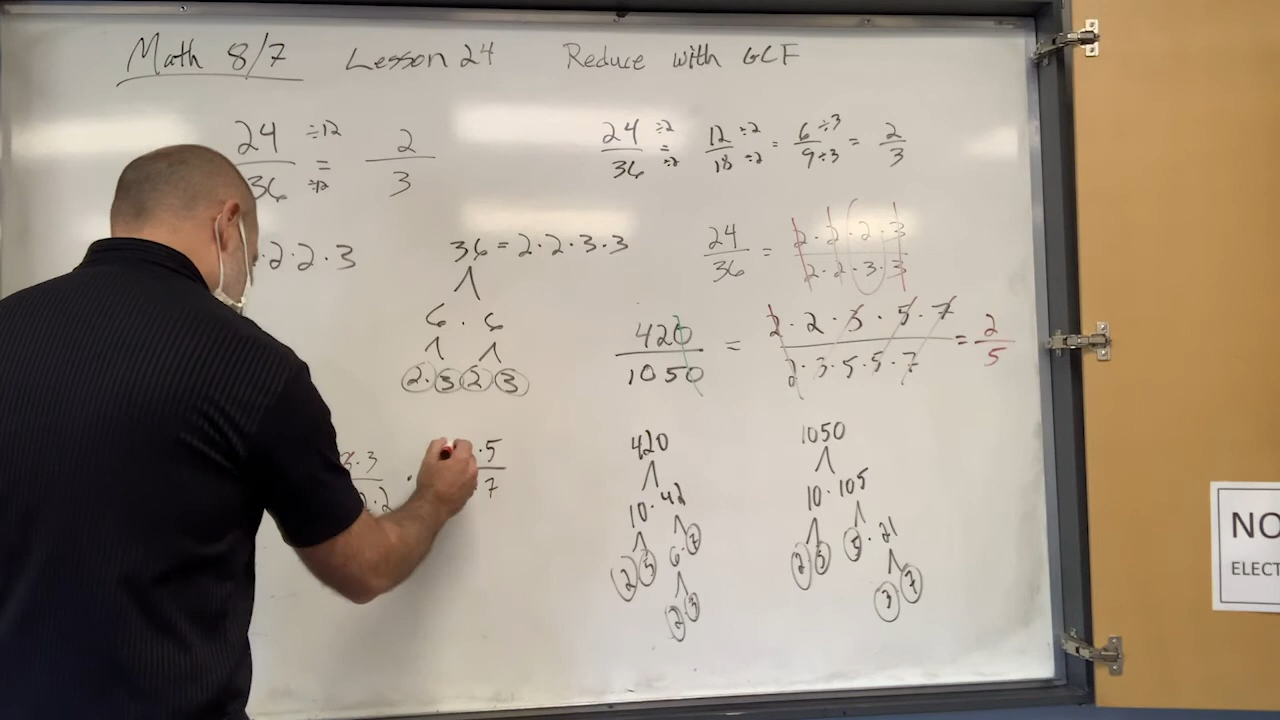 Math 8/7 Lesson 24 Reduce with GCF
24/36 ÷12 ÷12 = 2/3
24/36 ÷2 ÷2 = 12/18 ÷2 ÷2 = 6/9 ÷3 ÷3 = 2/3
·2·2·3
36 = 2·2·3·3
6 · 6
2·3 2 3
24/36 = 2·2·2·3 / 2·2·3·3
420/1050 = 2·2·3·5·7 / 2·3·5·5·7 = 2/5
·3 / ·2 · ·5 / ·7
420
10·42
2 5 6·7
2 3
1050
10·105
2 5 5·21
3 7
NO
ELECT